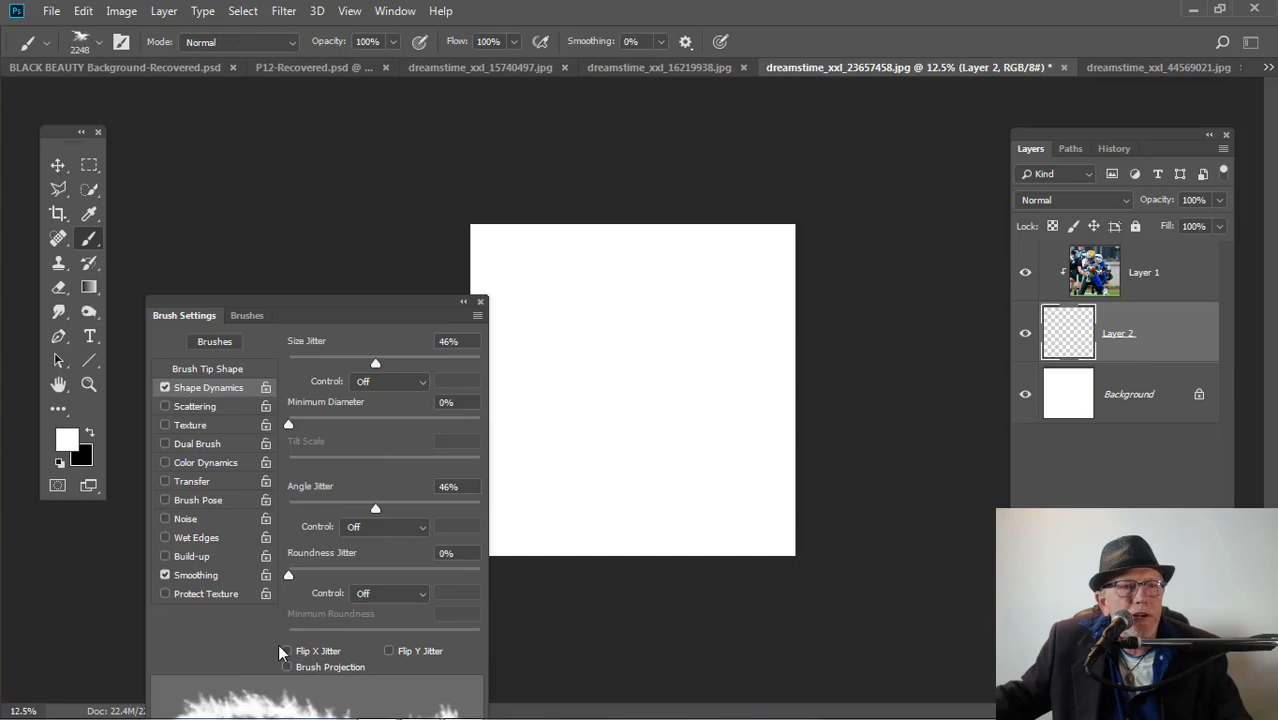 Ps File Edit Image Layer Type Select Filter 3D View Window Help
2248 Mode: Normal Opacity: 100% Flow: 100% Smoothing: 0%
BLACK BEAUTY Background-Recovered.psd × P12-Recovered.psd @ ... × dreamstime_xxl_15740497.jpg × dreamstime_xxl_16219938.jpg × dreamstime_xxl_23657458.jpg @ 12.5% (Layer 2, RGB/8#) * × dreamstime_xxl_44569021.jpg
Brush Settings Brushes
Brushes
Brush Tip Shape
Shape Dynamics
Scattering
Texture
Dual Brush
Color Dynamics
Transfer
Brush Pose
Noise
Wet Edges
Build-up
Smoothing
Protect Texture
Size Jitter 46%
Control: Off
Minimum Diameter 0%
Tilt Scale
Angle Jitter 46%
Control: Off
Roundness Jitter 0%
Control: Off
Minimum Roundness
Flip X Jitter Flip Y Jitter
Brush Projection
Layers Paths History
Kind
Normal Opacity: 100%
Lock: Fill: 100%
Layer 1
Layer 2
Background
12.5% Doc: 22.4M/2